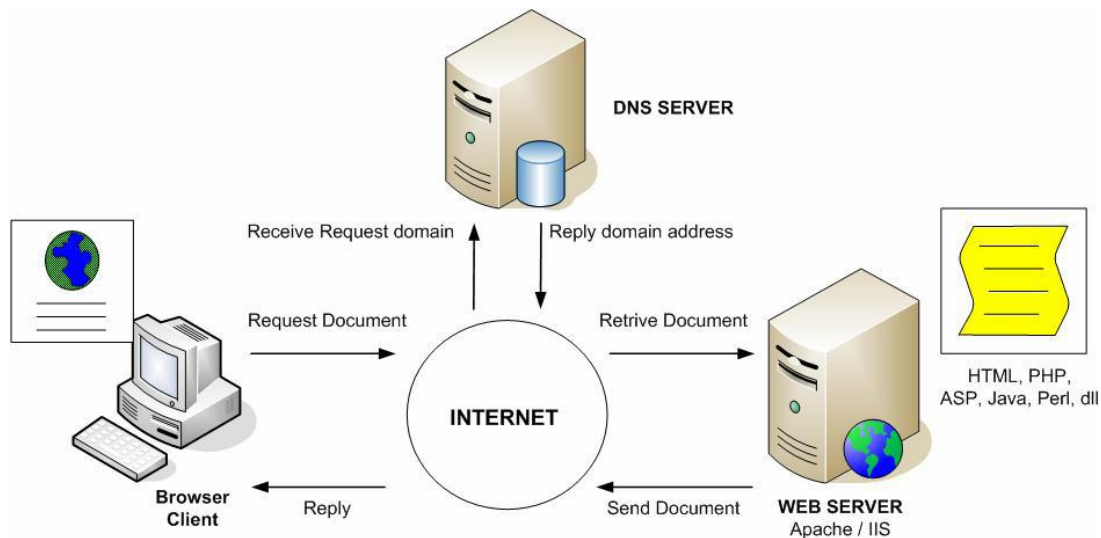 DNS SERVER
Receive Request domain
Reply domain address
Request Document
Retrive Document
HTML, PHP,
ASP, Java, Perl, dll
INTERNET
Browser
Client
Reply
Send Document
WEB SERVER
Apache / IIS